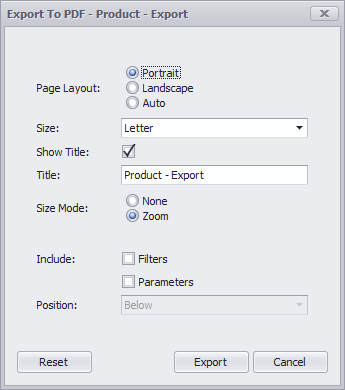 Export To PDF - Product - Export
Page Layout:
Portrait
Landscape
Auto
Size: Letter
Show Title:
Title: Product - Export
Size Mode:
None
Zoom
Include: Filters
Parameters
Position: Below
Reset Export Cancel